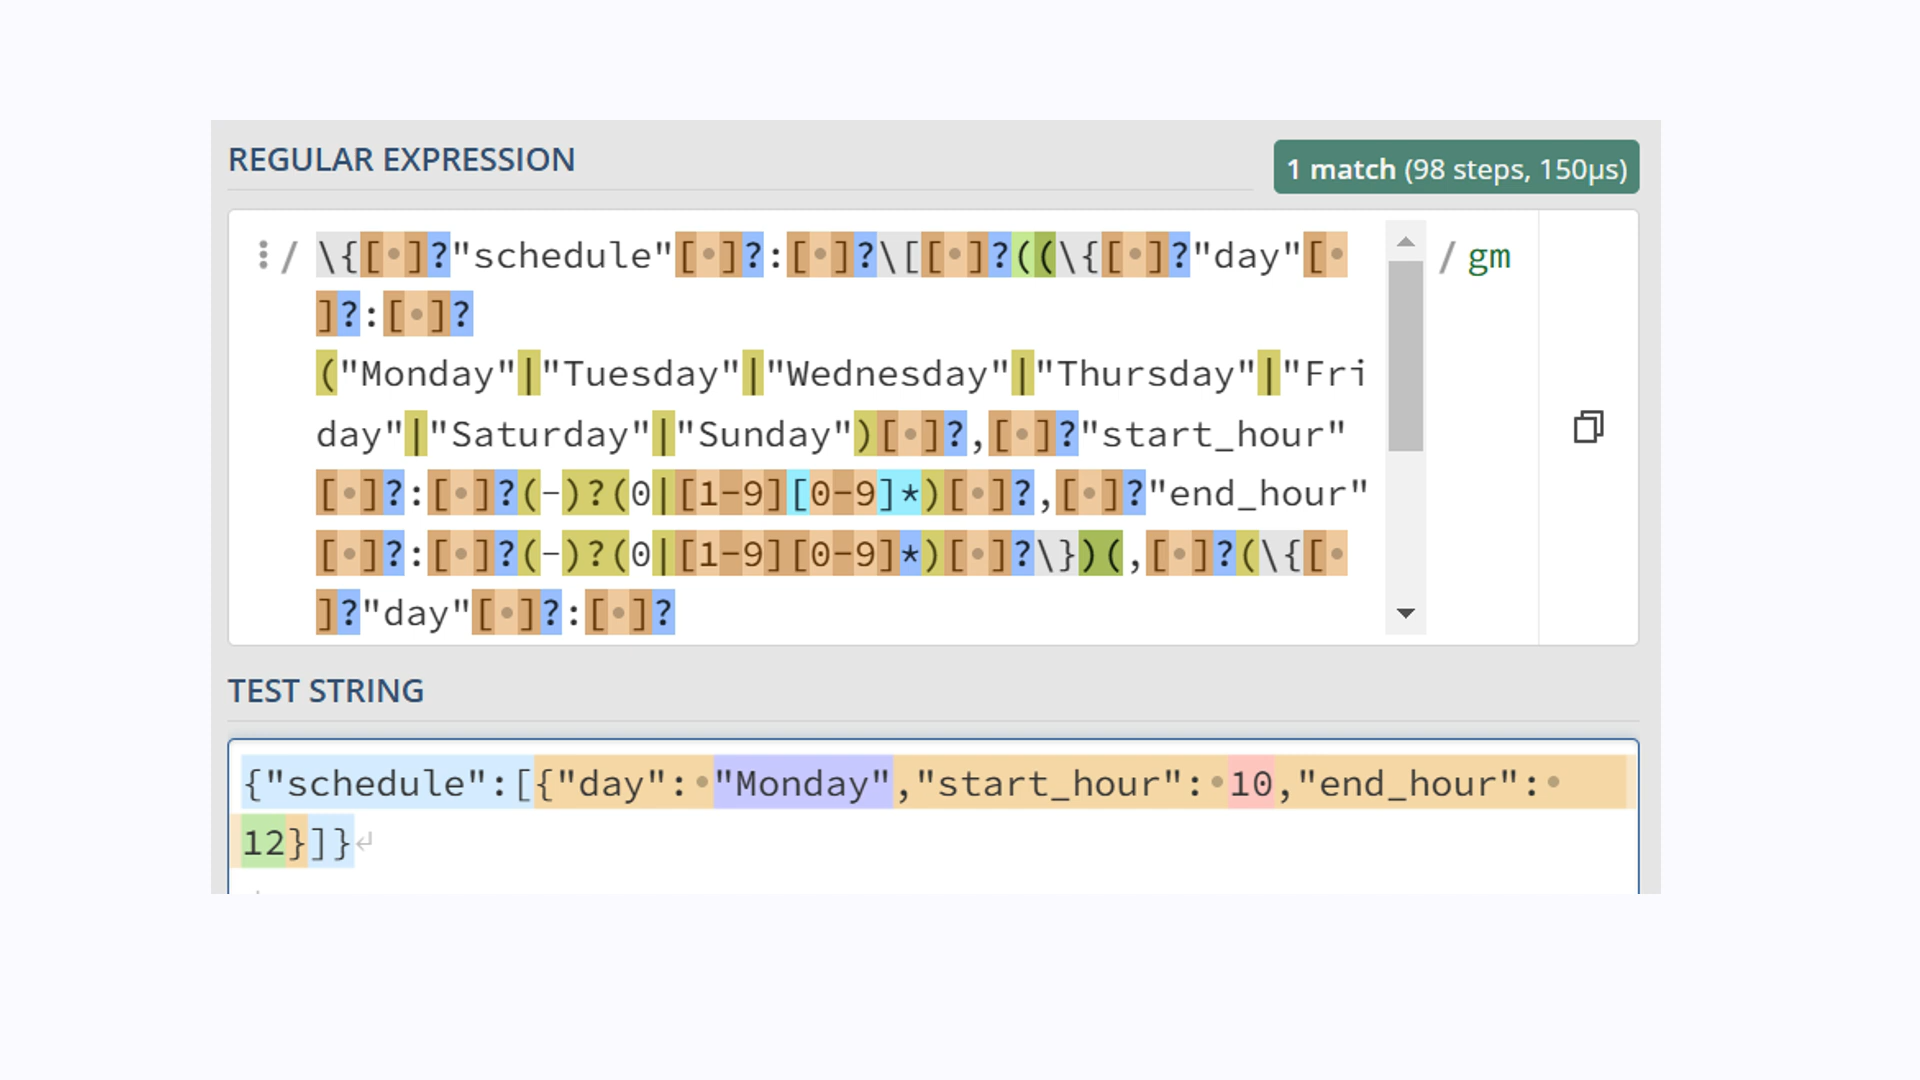 REGULAR EXPRESSION
1 match (98 steps, 150μs)
/ \{[ ]?"schedule"[ ]?:[ ]?\[[ ]?((\{[ ]?"day"[ / gm
]?:[ ]?
("Monday"|"Tuesday"|"Wednesday"|"Thursday"|"Fri
day"|"Saturday"|"Sunday")[ ]?,[ ]?"start_hour"
[ ]?:[ ]?(-)?(0|[1-9][0-9]*)[ ]?,[ ]?"end_hour"
[ ]?:[ ]?(-)?(0|[1-9][0-9]*)[ ]?\})(,[ ]?(\{[
]?"day"[ ]?:[ ]?
TEST STRING
{"schedule":[{"day": "Monday","start_hour": 10,"end_hour":
12}]}